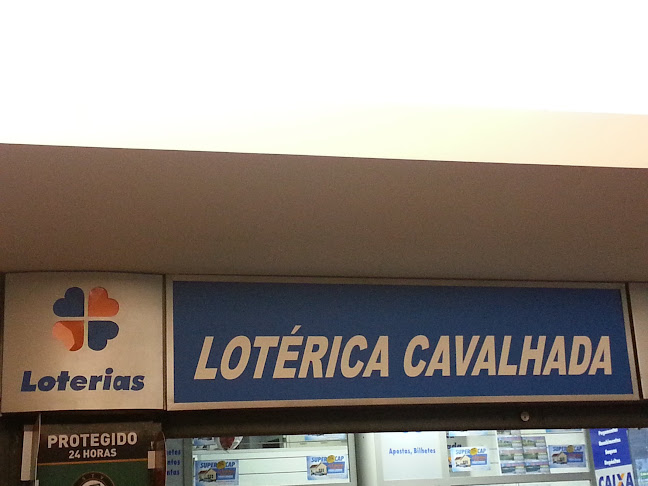 Loterias
LOTÉRICA CAVALHADA
PROTEGIDO
24 HORAS
Apostas, Bilhetes
SUPER CAP
SUPER CAP
CAIXA